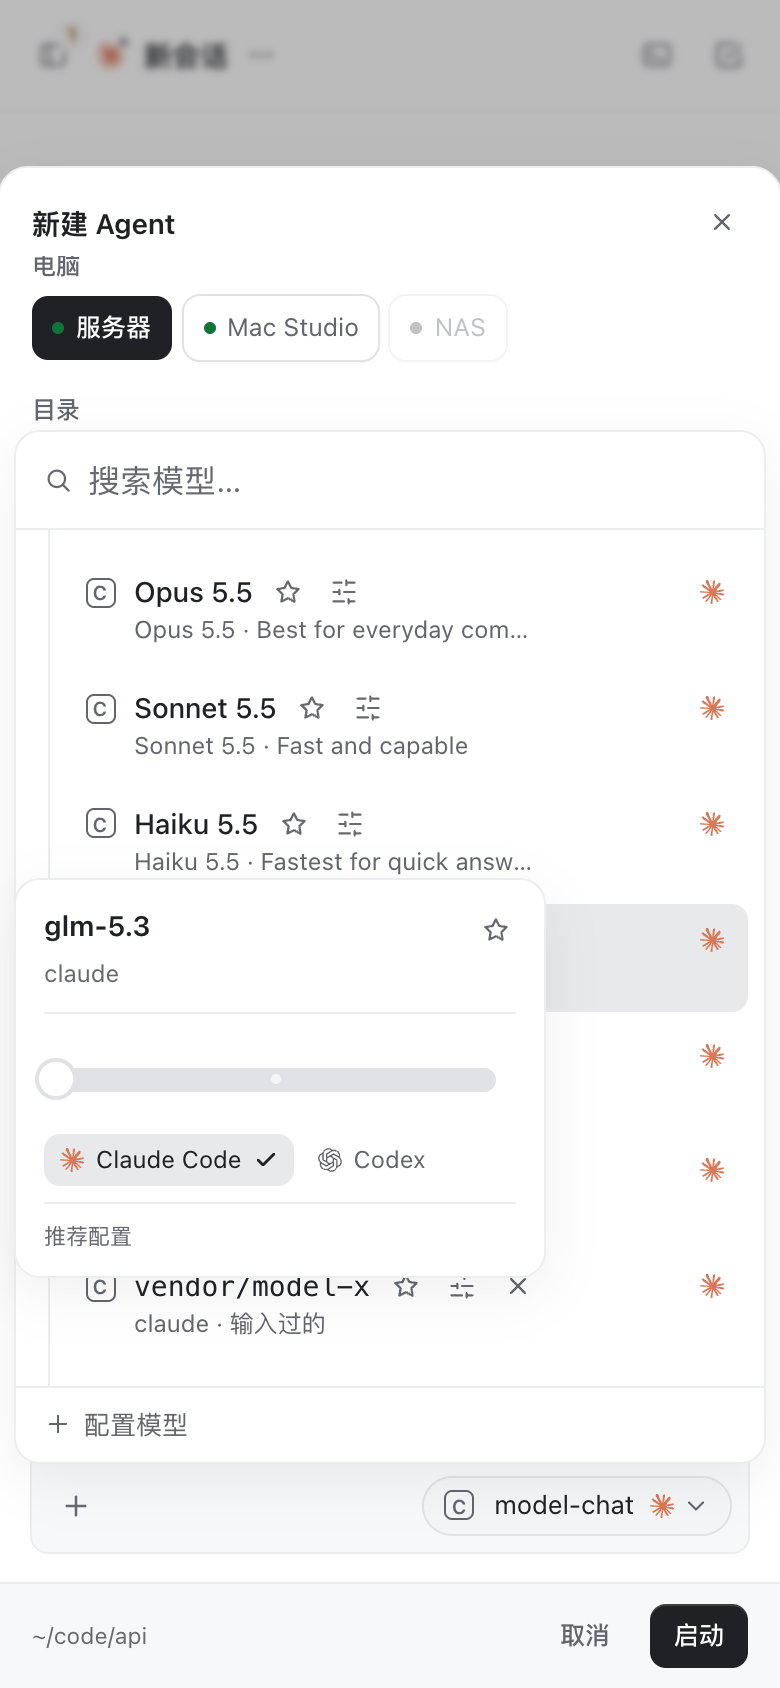 新会话
新建 Agent
电脑
服务器
Mac Studio
NAS
目录
搜索模型...
C Opus 5.5
Opus 5.5 · Best for everyday com...
C Sonnet 5.5
Sonnet 5.5 · Fast and capable
C Haiku 5.5
Haiku 5.5 · Fastest for quick answ...
glm-5.3
claude
Claude Code
Codex
推荐配置
C vendor/model-x
claude · 输入过的
配置模型
C model-chat
~/code/api
取消
启动